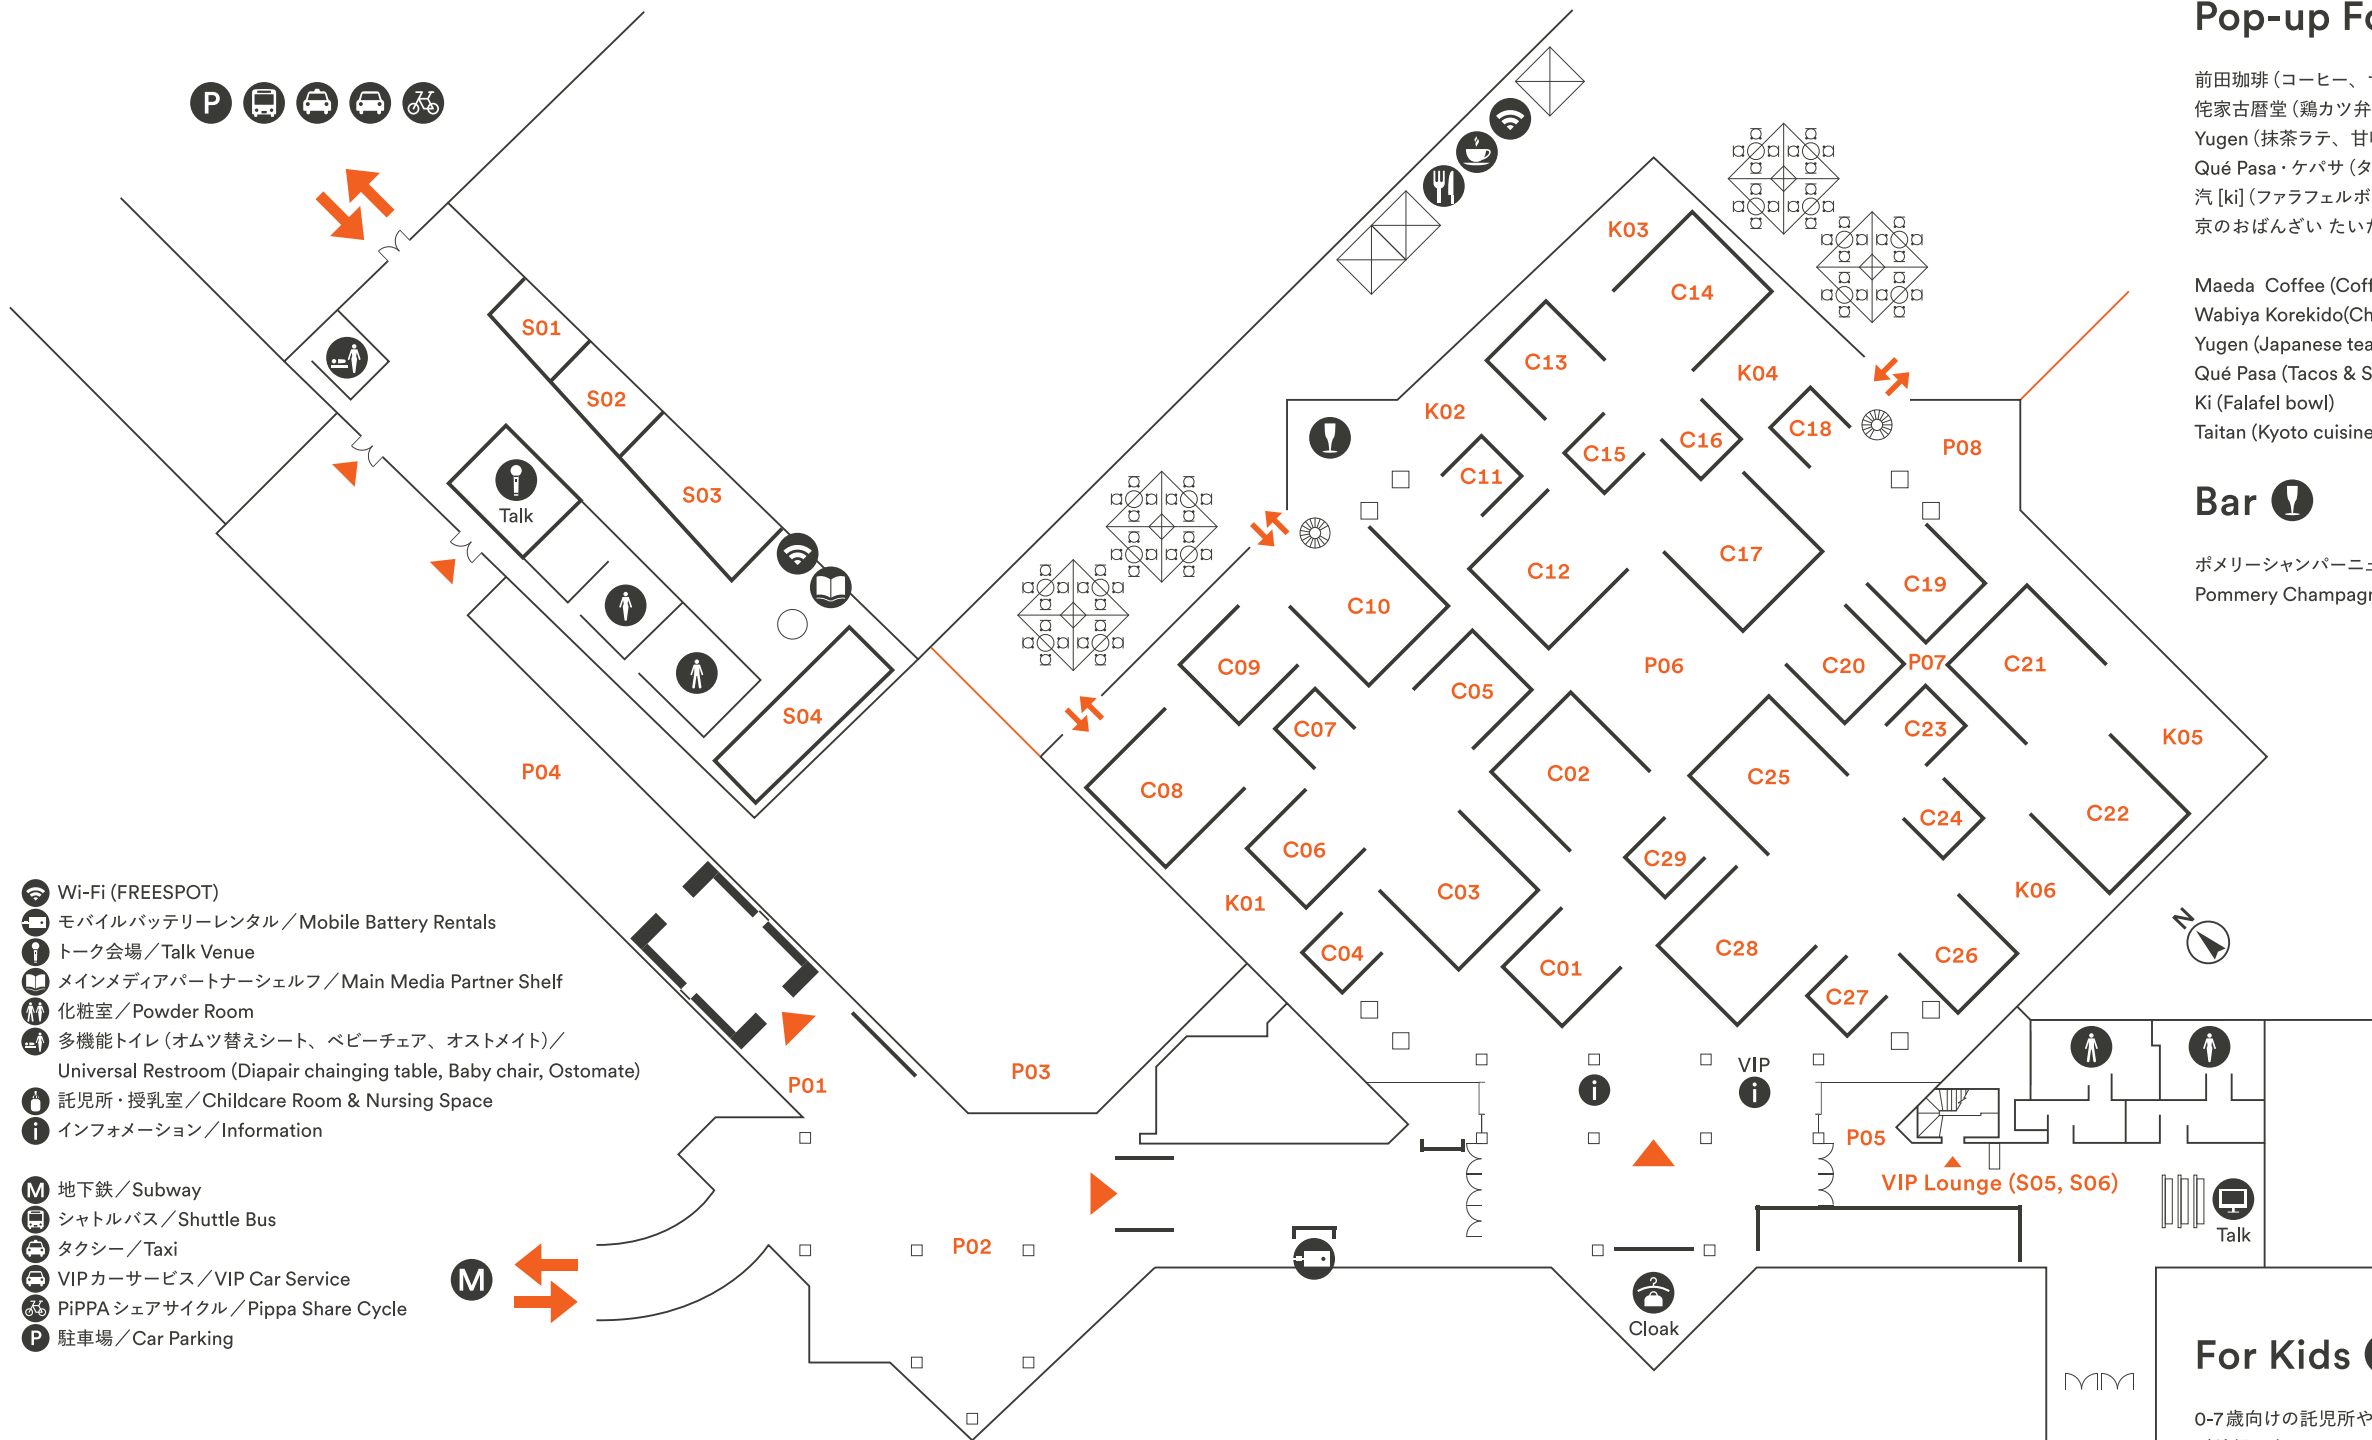 Pop-up Fo
前田珈琲（コーヒー、
侘家古暦堂（鶏カツ弁
Yugen（抹茶ラテ、甘
Qué Pasa・ケパサ（タ
汽 [ki]（ファラフェルボ
京のおばんざい たいた
Maeda Coffee (Coff
Wabiya Korekido(Ch
Yugen (Japanese tea
Qué Pasa (Tacos & S
Ki (Falafel bowl)
Taitan (Kyoto cuisine
Bar
ポメリーシャンパーニュ
Pommery Champagn
P
K03
C14
S01
C13
K04
S02
K02
C18
C16
P08
C15
C11
S03
Talk
C17
C12
C19
C10
C09
P06
P07
C20
C21
C05
S04
C07
C23
K05
P04
C02
C25
C08
C22
C24
C06
C29
C03
K06
K01
N
C28
C04
C26
C01
C27
VIP
P03
P01
P05
VIP Lounge (S05, S06)
Talk
P02
M
Cloak
Wi-Fi (FREESPOT)
モバイルバッテリーレンタル／Mobile Battery Rentals
トーク会場／Talk Venue
メインメディアパートナーシェルフ／Main Media Partner Shelf
化粧室／Powder Room
多機能トイレ（オムツ替えシート、ベビーチェア、オストメイト）／
Universal Restroom (Diapair chainging table, Baby chair, Ostomate)
託児所・授乳室／Childcare Room & Nursing Space
i インフォメーション／Information
M 地下鉄／Subway
シャトルバス／Shuttle Bus
タクシー／Taxi
VIPカーサービス／VIP Car Service
PiPPAシェアサイクル／Pippa Share Cycle
P 駐車場／Car Parking
For Kids
0-7歳向けの託児所や